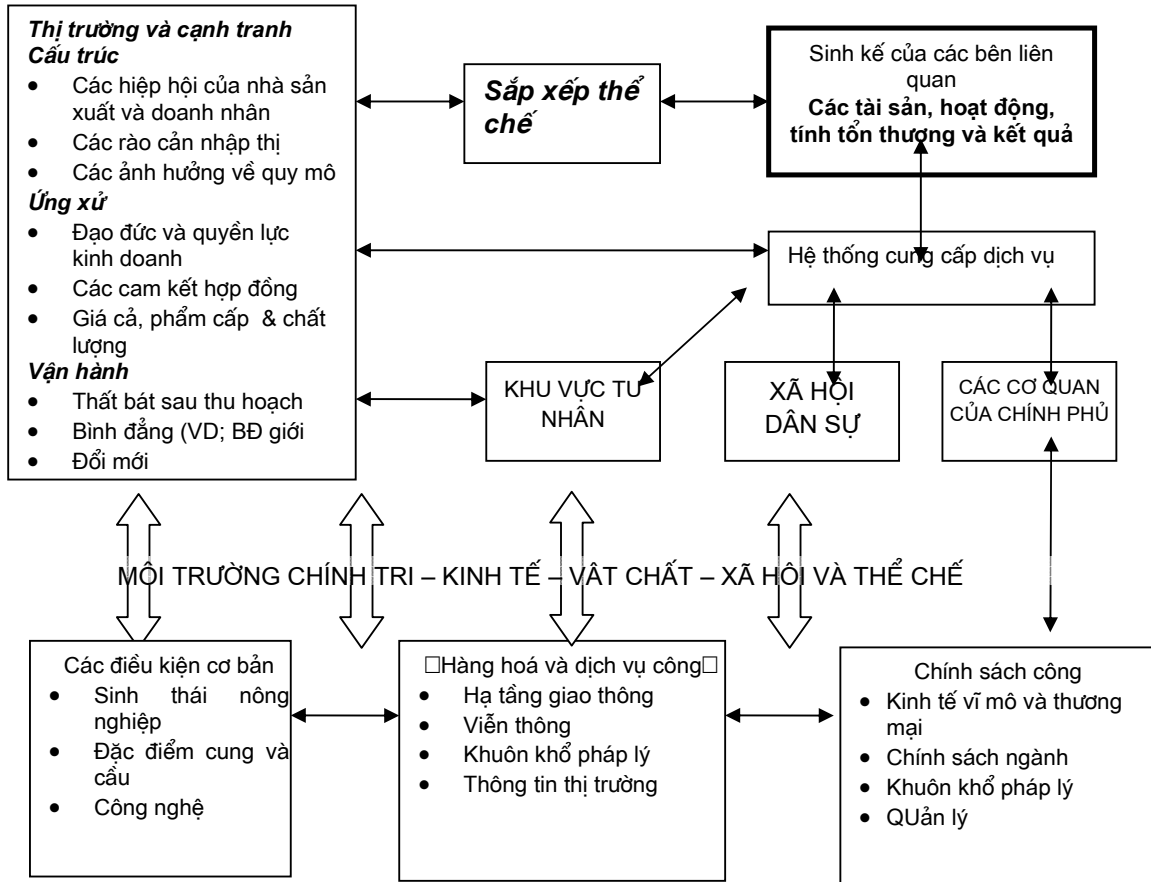 Thị trường và cạnh tranh
Cấu trúc
• Các hiệp hội của nhà sản
xuất và doanh nhân
• Các rào cản nhập thị
• Các ảnh hưởng về quy mô
Ứng xử
• Đạo đức và quyền lực
kinh doanh
• Các cam kết hợp đồng
• Giá cả, phẩm cấp & chất
lượng
Vận hành
• Thất bát sau thu hoạch
• Bình đẳng (VD; BĐ giới
• Đổi mới
Sắp xếp thể
chế
Sinh kế của các bên liên
quan
Các tài sản, hoạt động,
tính tổn thương và kết quả
Hệ thống cung cấp dịch vụ
KHU VỰC TƯ
NHÂN
XÃ HỘI
DÂN SỰ
CÁC CƠ QUAN
CỦA CHÍNH PHỦ
MÔI TRƯỜNG CHÍNH TRI – KINH TẾ – VÂT CHẤT – XÃ HÔI VÀ THỂ CHẾ
Các điều kiện cơ bản
• Sinh thái nông
nghiệp
• Đặc điểm cung và
cầu
• Công nghệ
□Hàng hoá và dịch vụ công□
• Hạ tầng giao thông
• Viễn thông
• Khuôn khổ pháp lý
• Thông tin thị trường
Chính sách công
• Kinh tế vĩ mô và thương
mại
• Chính sách ngành
• Khuôn khổ pháp lý
• QUản lý